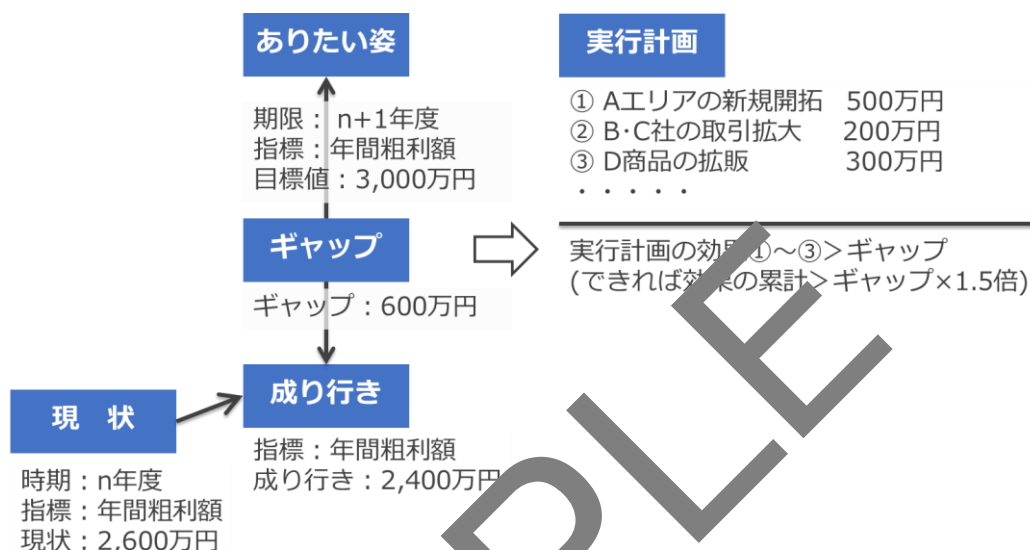 ありたい姿
期限： n+1年度
指標：年間粗利額
目標値：3,000万円
ギャップ
ギャップ：600万円
成り行き
指標：年間粗利額
成り行き：2,400万円
現 状
時期：n年度
指標：年間粗利額
現状：2,600万円
実行計画
① Aエリアの新規開拓 500万円
② B･C社の取引拡大 200万円
③ D商品の拡販 300万円
・・・・・
実行計画の効果①～③＞ギャップ
(できれば効果の累計＞ギャップ×1.5倍)
PLE